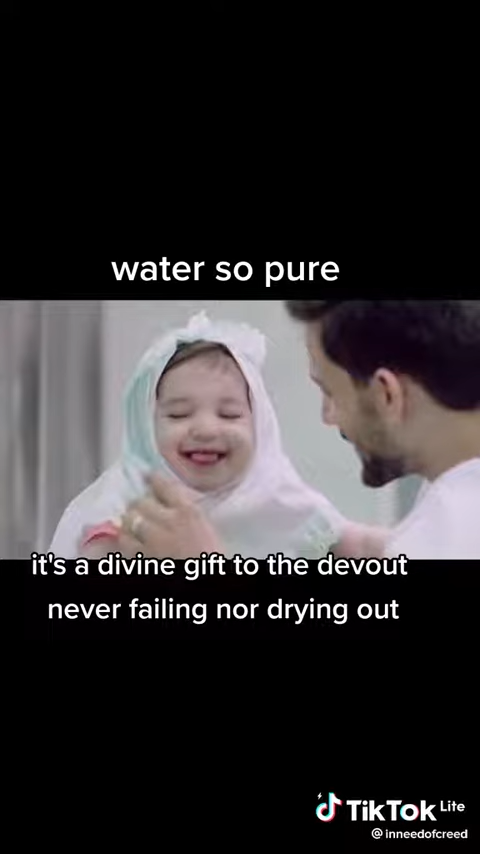 water so pure
it's a divine gift to the devout
never failing nor drying out
TikTok Lite
@inneedofcreed